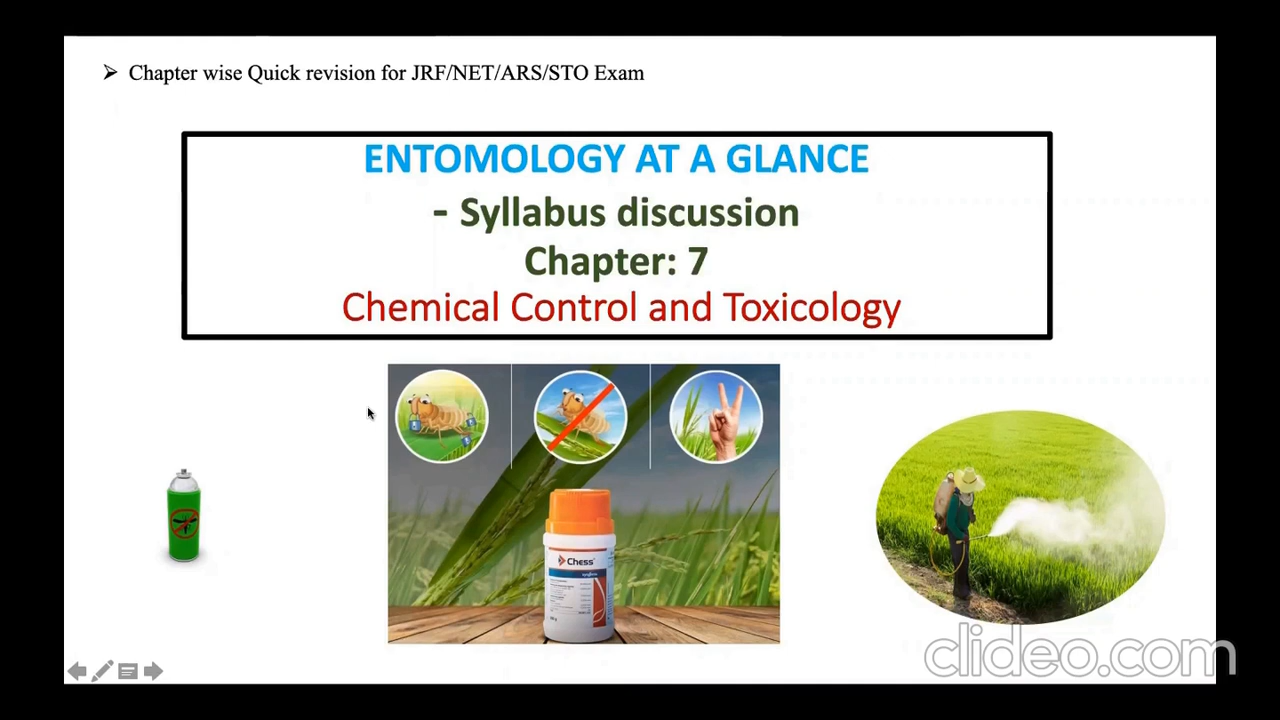 ➢ Chapter wise Quick revision for JRF/NET/ARS/STO Exam
ENTOMOLOGY AT A GLANCE
- Syllabus discussion
Chapter: 7
Chemical Control and Toxicology
Chess
syngenta
clideo.com